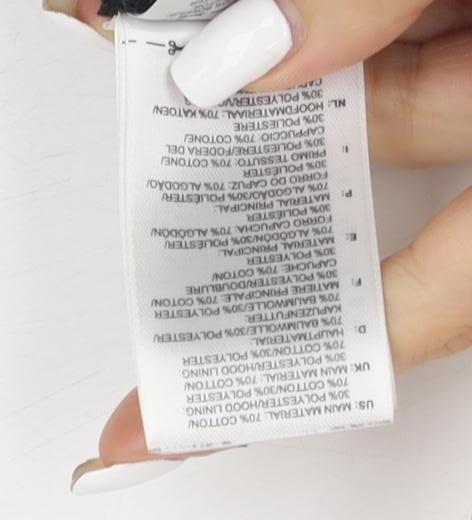 US: MAIN MATERIAL: 70% COTTON/
30% POLYESTER/HOOD LINING:
70% COTTON/30% POLYESTER
UK: MAIN MATERIAL: 70% COTTON/
30% POLYESTER/HOOD LINING:
70% COTTON/30% POLYESTER
D: HAUPTMATERIAL:
70% BAUMWOLLE/30% POLYESTER/
KAPUZENFUTTER:
70% BAUMWOLLE/30% POLYESTER
F: MATIÈRE PRINCIPALE: 70% COTON/
30% POLYESTER/DOUBLURE
CAPUCHE: 70% COTON/
30% POLYESTER
E: MATERIAL PRINCIPAL:
70% ALGODÓN/30% POLIÉSTER/
FORRO CAPUCHA: 70% ALGODÓN/
30% POLIÉSTER
P: MATERIAL PRINCIPAL:
70% ALGODÃO/30% POLIÉSTER/
FORRO DO CAPUZ: 70% ALGODÃO/
30% POLIÉSTER
I: PRIMO TESSUTO: 70% COTONE/
30% POLIESTERE/FODERA DEL
CAPPUCCIO: 70% COTONE/
30% POLIESTERE
NL: HOOFDMATERIAAL: 70% KATOEN/
30% POLYESTER/